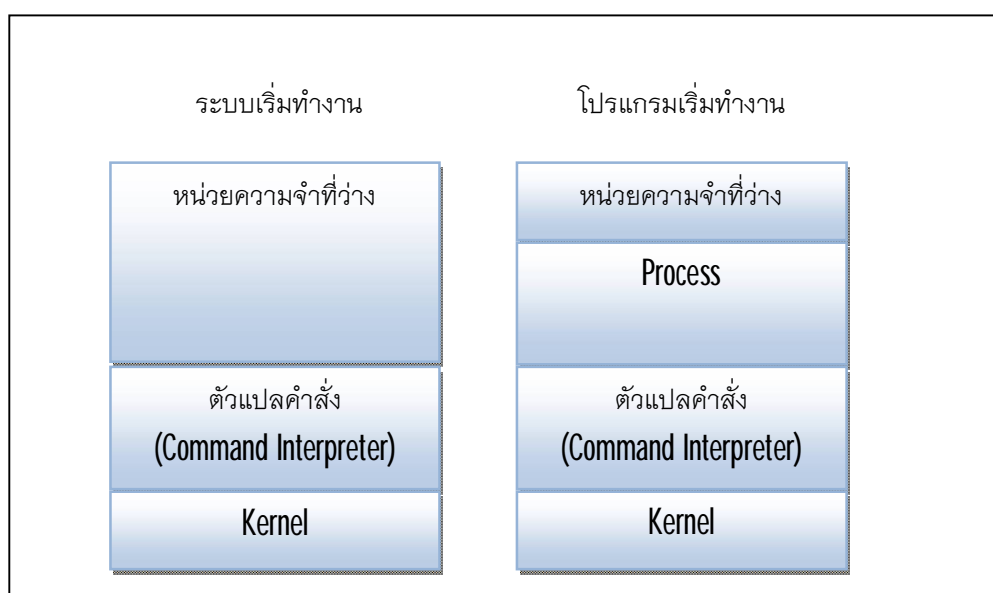 ระบบเริ่มทำงาน
โปรแกรมเริ่มทำงาน
หน่วยความจำที่ว่าง
ตัวแปลคำสั่ง
(Command Interpreter)
Kernel
หน่วยความจำที่ว่าง
Process
ตัวแปลคำสั่ง
(Command Interpreter)
Kernel